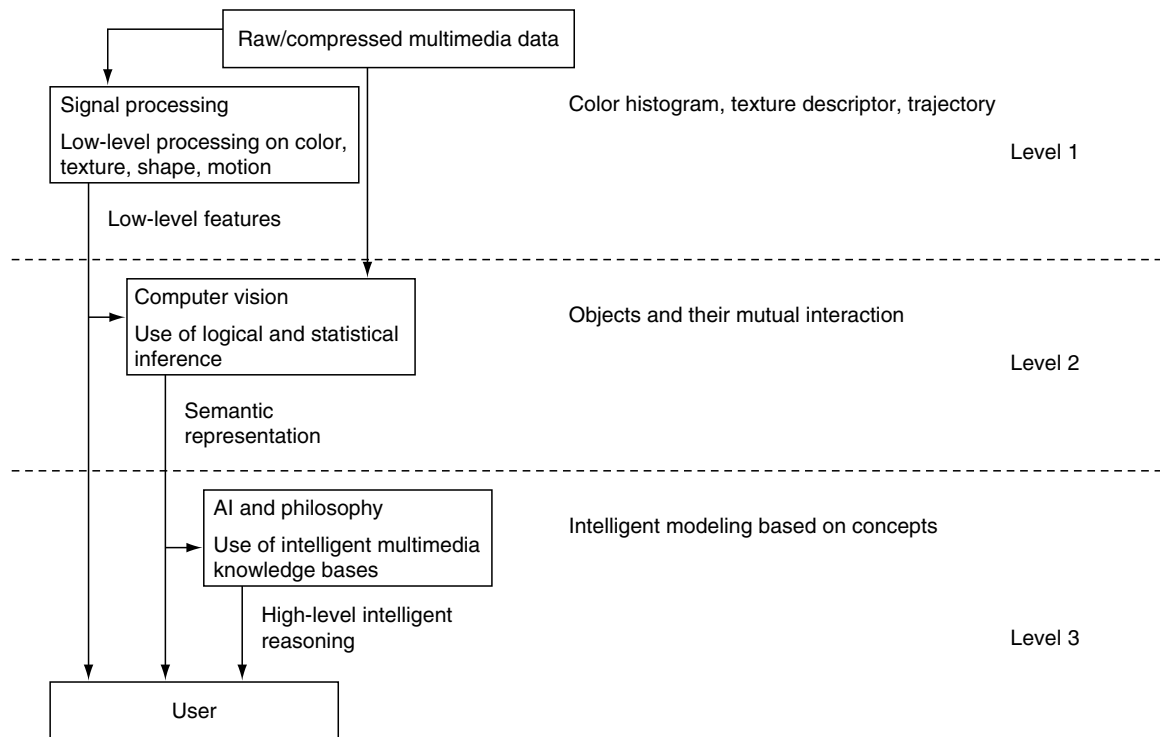 Raw/compressed multimedia data
Signal processing
Low-level processing on color,
texture, shape, motion
Color histogram, texture descriptor, trajectory
Level 1
Low-level features
Computer vision
Use of logical and statistical
inference
Objects and their mutual interaction
Level 2
Semantic
representation
AI and philosophy
Use of intelligent multimedia
knowledge bases
Intelligent modeling based on concepts
High-level intelligent
reasoning
Level 3
User